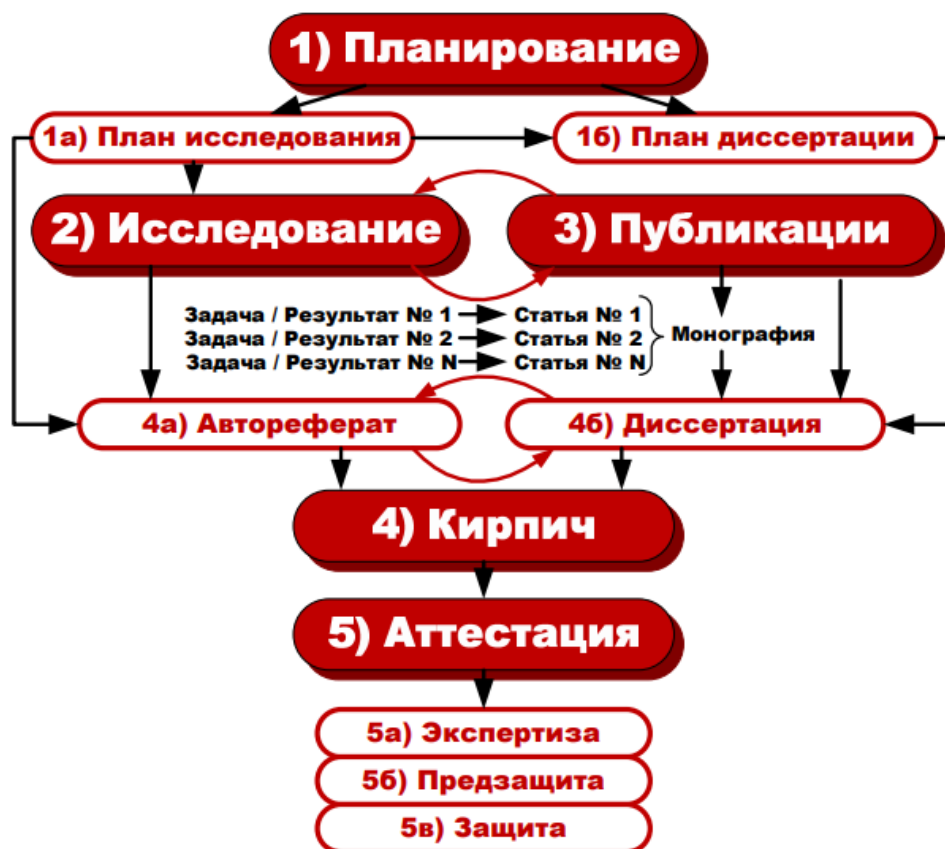 1) Планирование
1а) План исследования
1б) План диссертации
2) Исследование
3) Публикации
Задача / Результат № 1
Статья № 1
Задача / Результат № 2
Статья № 2
Монография
Задача / Результат № N
Статья № N
4а) Автореферат
4б) Диссертация
4) Кирпич
5) Аттестация
5а) Экспертиза
5б) Предзащита
5в) Защита